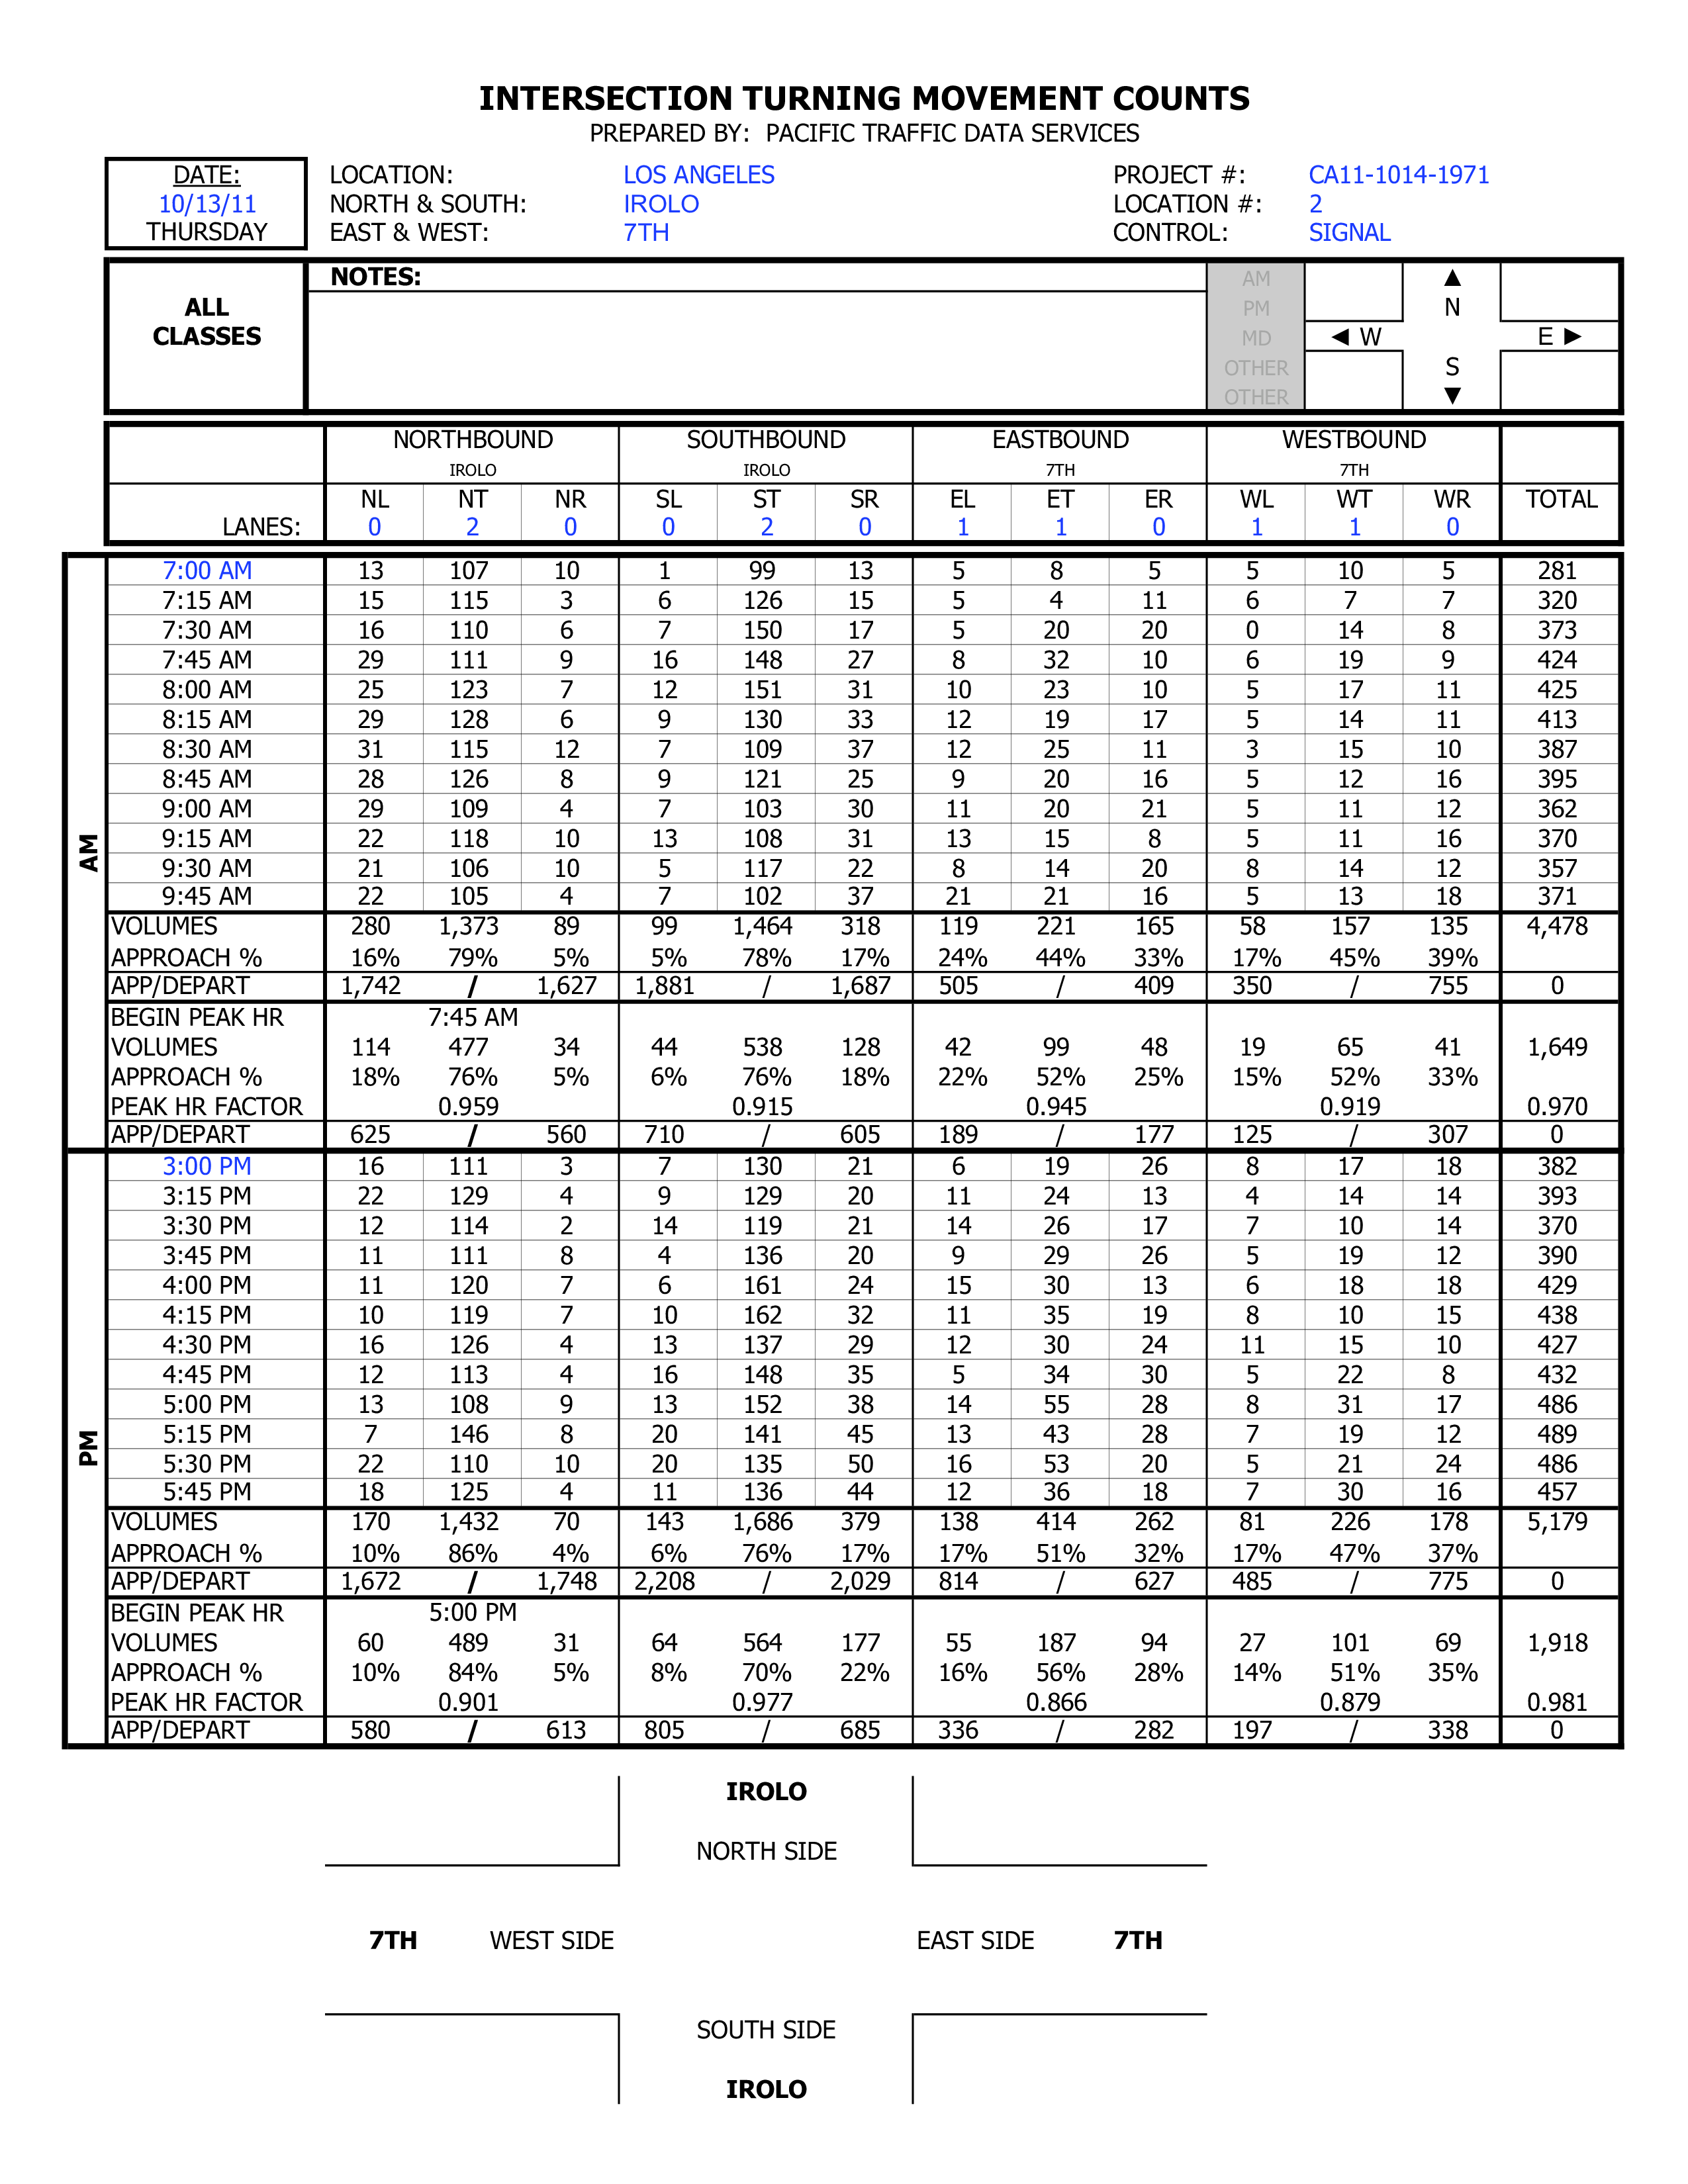 INTERSECTION TURNING MOVEMENT COUNTS
PREPARED BY: PACIFIC TRAFFIC DATA SERVICES
DATE: LOCATION: LOS ANGELES PROJECT #: CA11-1014-1971
10/13/11 NORTH & SOUTH: IROLO LOCATION #: 2
THURSDAY EAST & WEST: 7TH CONTROL: SIGNAL
NOTES: AM ▲
ALL PM N
CLASSES MD ◄ W E ►
OTHER S
OTHER ▼
NORTHBOUND SOUTHBOUND EASTBOUND WESTBOUND
IROLO IROLO 7TH 7TH
NL NT NR SL ST SR EL ET ER WL WT WR TOTAL
LANES: 0 2 0 0 2 0 1 1 0 1 1 0
AM
7:00 AM 13 107 10 1 99 13 5 8 5 5 10 5 281
7:15 AM 15 115 3 6 126 15 5 4 11 6 7 7 320
7:30 AM 16 110 6 7 150 17 5 20 20 0 14 8 373
7:45 AM 29 111 9 16 148 27 8 32 10 6 19 9 424
8:00 AM 25 123 7 12 151 31 10 23 10 5 17 11 425
8:15 AM 29 128 6 9 130 33 12 19 17 5 14 11 413
8:30 AM 31 115 12 7 109 37 12 25 11 3 15 10 387
8:45 AM 28 126 8 9 121 25 9 20 16 5 12 16 395
9:00 AM 29 109 4 7 103 30 11 20 21 5 11 12 362
9:15 AM 22 118 10 13 108 31 13 15 8 5 11 16 370
9:30 AM 21 106 10 5 117 22 8 14 20 8 14 12 357
9:45 AM 22 105 4 7 102 37 21 21 16 5 13 18 371
VOLUMES 280 1,373 89 99 1,464 318 119 221 165 58 157 135 4,478
APPROACH % 16% 79% 5% 5% 78% 17% 24% 44% 33% 17% 45% 39%
APP/DEPART 1,742 / 1,627 1,881 / 1,687 505 / 409 350 / 755 0
BEGIN PEAK HR 7:45 AM
VOLUMES 114 477 34 44 538 128 42 99 48 19 65 41 1,649
APPROACH % 18% 76% 5% 6% 76% 18% 22% 52% 25% 15% 52% 33%
PEAK HR FACTOR 0.959 0.915 0.945 0.919 0.970
APP/DEPART 625 / 560 710 / 605 189 / 177 125 / 307 0
PM
3:00 PM 16 111 3 7 130 21 6 19 26 8 17 18 382
3:15 PM 22 129 4 9 129 20 11 24 13 4 14 14 393
3:30 PM 12 114 2 14 119 21 14 26 17 7 10 14 370
3:45 PM 11 111 8 4 136 20 9 29 26 5 19 12 390
4:00 PM 11 120 7 6 161 24 15 30 13 6 18 18 429
4:15 PM 10 119 7 10 162 32 11 35 19 8 10 15 438
4:30 PM 16 126 4 13 137 29 12 30 24 11 15 10 427
4:45 PM 12 113 4 16 148 35 5 34 30 5 22 8 432
5:00 PM 13 108 9 13 152 38 14 55 28 8 31 17 486
5:15 PM 7 146 8 20 141 45 13 43 28 7 19 12 489
5:30 PM 22 110 10 20 135 50 16 53 20 5 21 24 486
5:45 PM 18 125 4 11 136 44 12 36 18 7 30 16 457
VOLUMES 170 1,432 70 143 1,686 379 138 414 262 81 226 178 5,179
APPROACH % 10% 86% 4% 6% 76% 17% 17% 51% 32% 17% 47% 37%
APP/DEPART 1,672 / 1,748 2,208 / 2,029 814 / 627 485 / 775 0
BEGIN PEAK HR 5:00 PM
VOLUMES 60 489 31 64 564 177 55 187 94 27 101 69 1,918
APPROACH % 10% 84% 5% 8% 70% 22% 16% 56% 28% 14% 51% 35%
PEAK HR FACTOR 0.901 0.977 0.866 0.879 0.981
APP/DEPART 580 / 613 805 / 685 336 / 282 197 / 338 0
IROLO
NORTH SIDE
7TH WEST SIDE EAST SIDE 7TH
SOUTH SIDE
IROLO